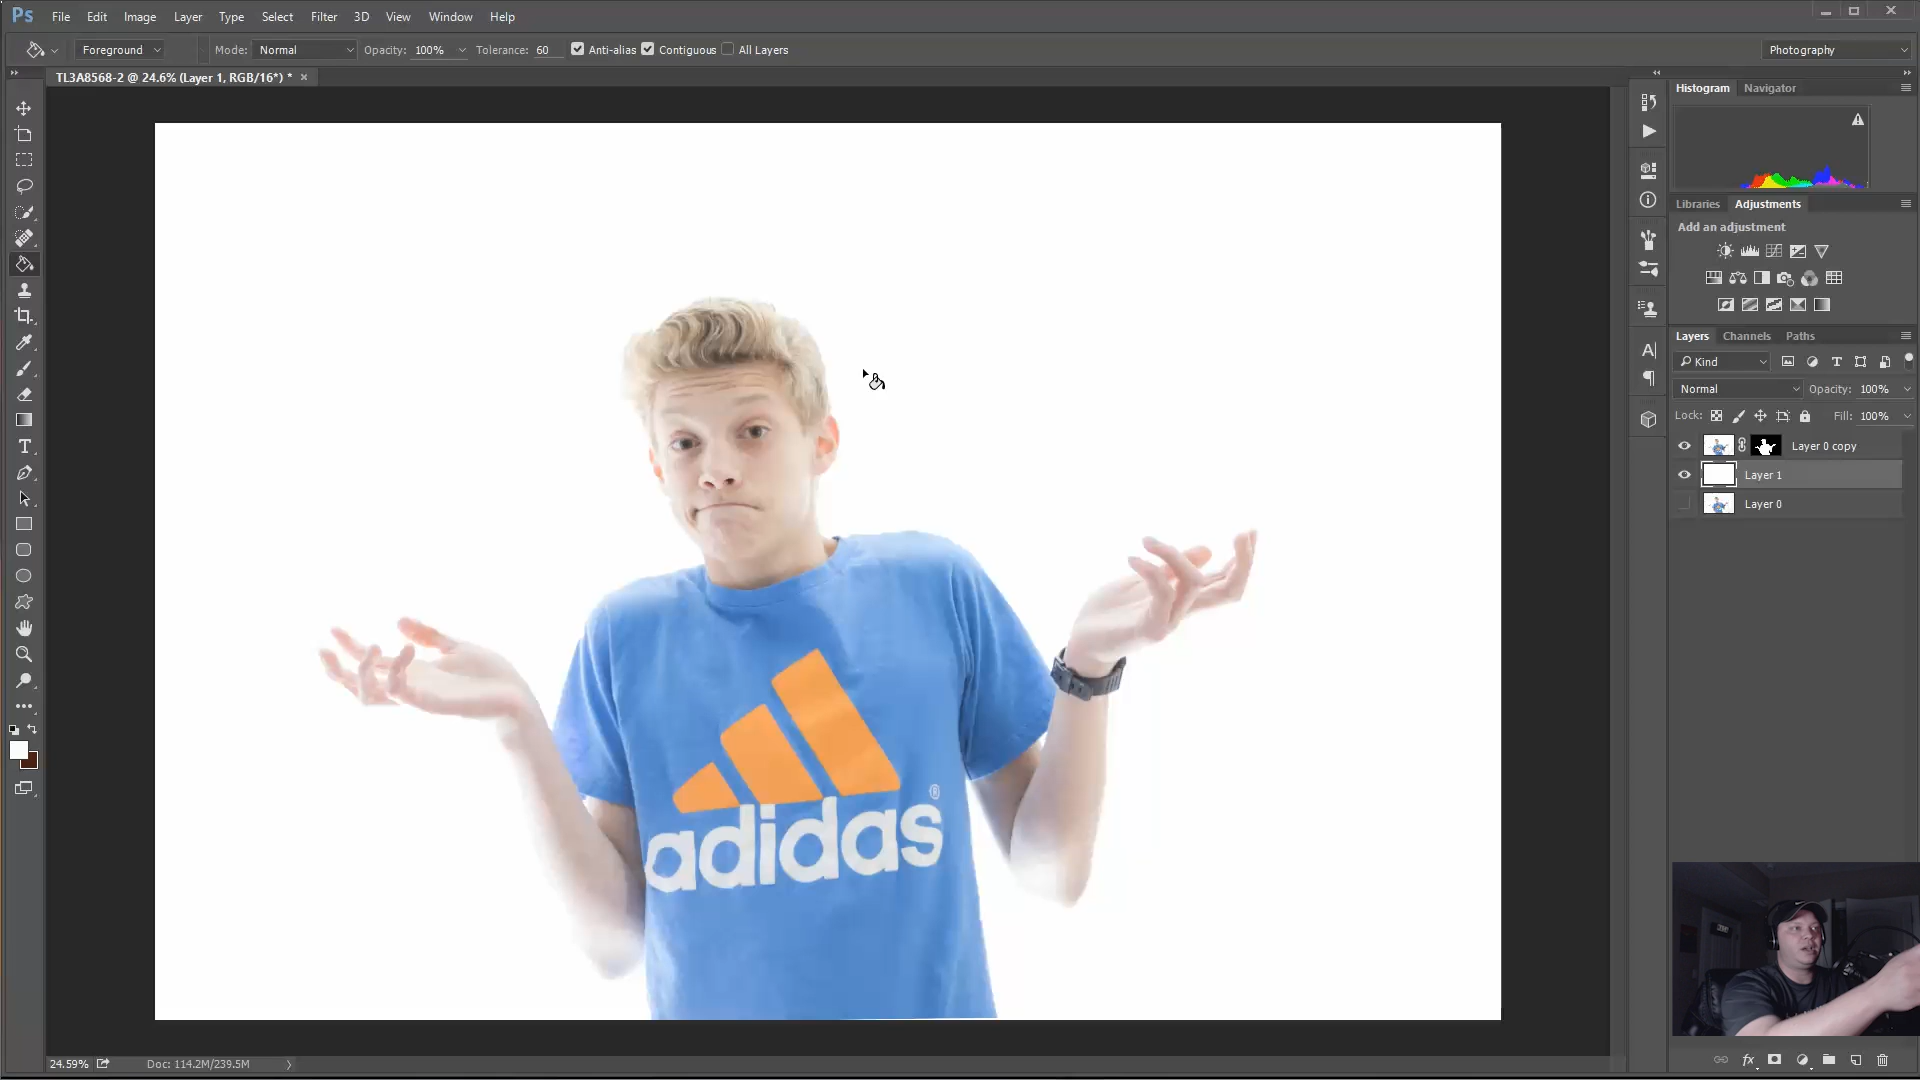 Ps File Edit Image Layer Type Select Filter 3D View Window Help
Foreground Mode: Normal Opacity: 100% Tolerance: 60 Anti-alias Contiguous All Layers Photography
TL3A8568-2 @ 24.6% (Layer 1, RGB/16*) * ×
Histogram Navigator
Libraries Adjustments
Add an adjustment
Layers Channels Paths
Kind
Normal Opacity: 100%
Lock: Fill: 100%
Layer 0 copy
Layer 1
Layer 0
adidas ®
24.59% Doc: 114.2M/239.5M